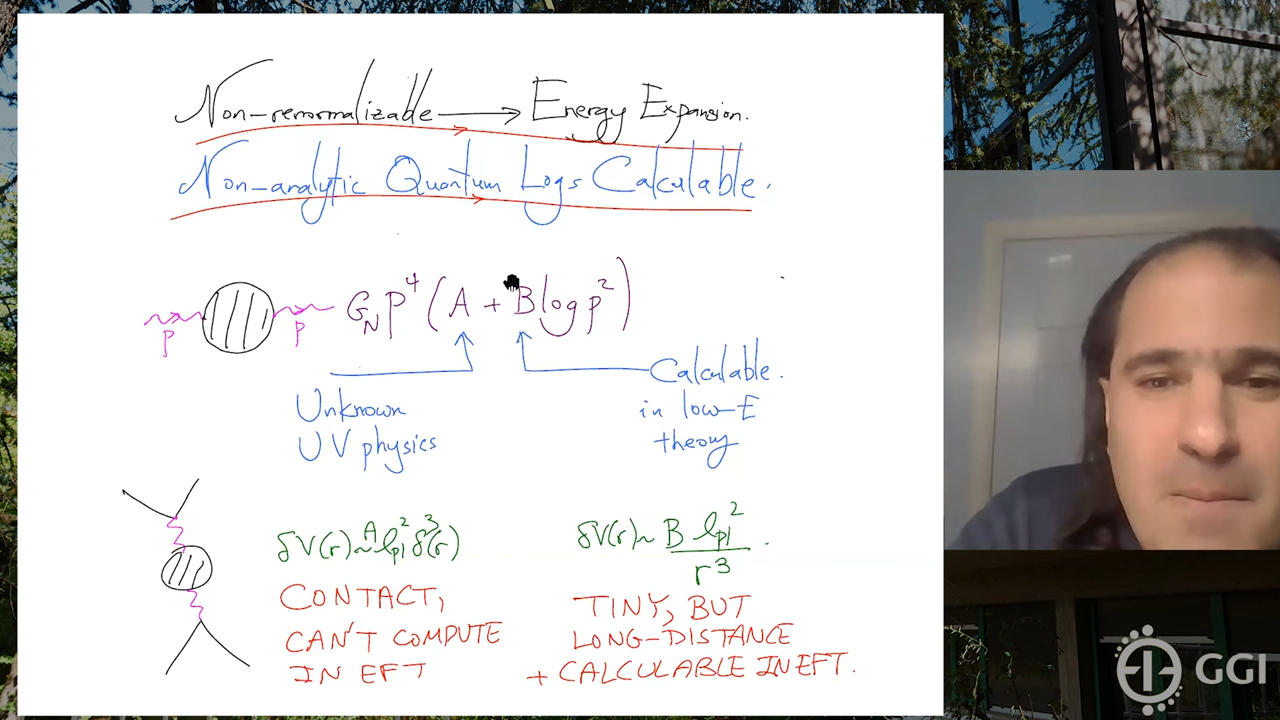 Non-renormalizable → Energy Expansion.
Non-analytic Quantum Logs Calculable.
p p G_N p^4 (A + B log p^2)
Unknown
UV physics
Calculable.
in low-E
theory
δV(r) ~ A l_pl^2 δ^3(r)
CONTACT,
CAN'T COMPUTE
IN EFT
δV(r) ~ B l_pl^2 / r^3 .
TINY, BUT
LONG-DISTANCE
+ CALCULABLE IN EFT.
GGI